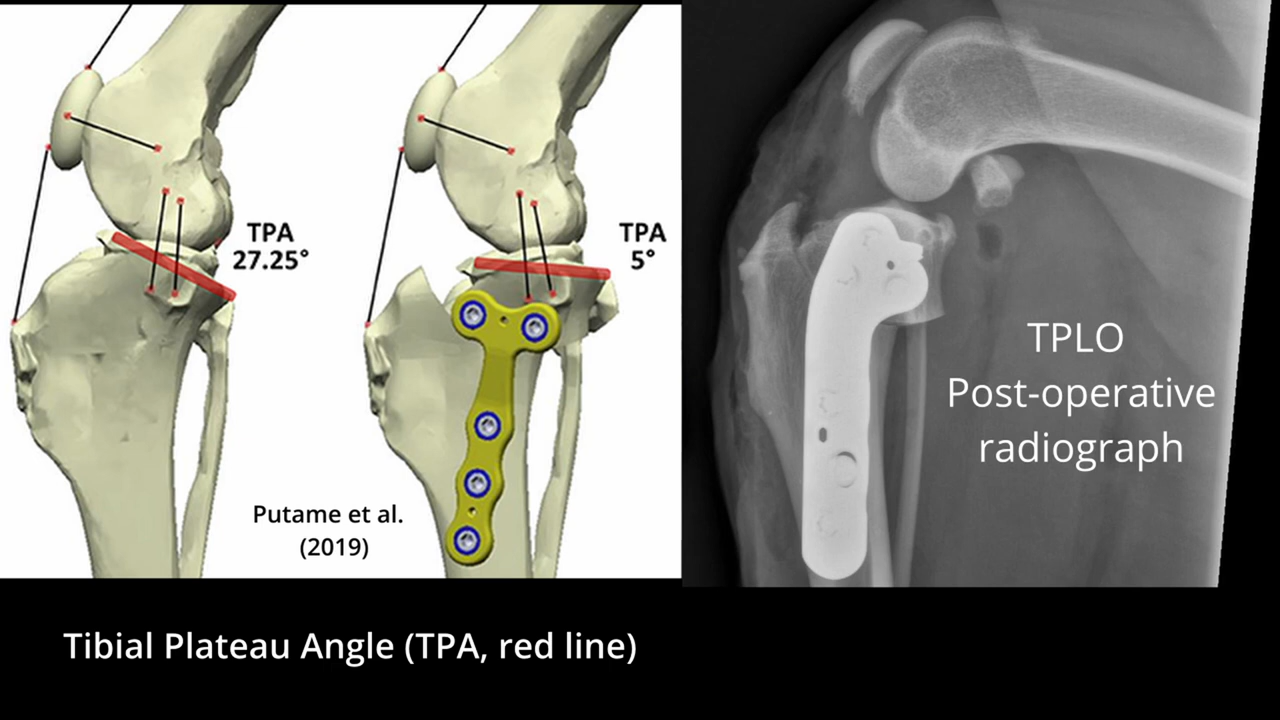 TPA
27.25°
TPA
5°
Putame et al.
(2019)
TPLO
Post-operative
radiograph
Tibial Plateau Angle (TPA, red line)